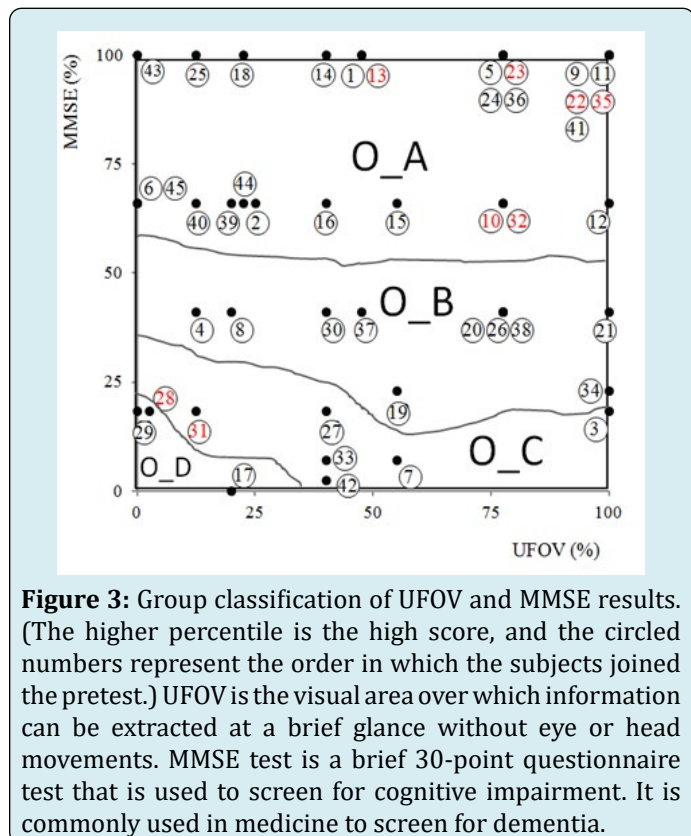 MMSE (%)
100
43 25 18 14 1 13 5 23 9 11
24 36 22 35
41
O_A
75
6 45 44
40 39 2 16 15 10 32 12
50
O_B
4 8 30 37 20 26 38 21
25
28 34
29 31 27 19 3
33
O_D 17 42 7 O_C
0
0 25 50 75 100
UFOV (%)
Figure 3: Group classification of UFOV and MMSE results.
(The higher percentile is the high score, and the circled
numbers represent the order in which the subjects joined
the pretest.) UFOV is the visual area over which information
can be extracted at a brief glance without eye or head
movements. MMSE test is a brief 30-point questionnaire
test that is used to screen for cognitive impairment. It is
commonly used in medicine to screen for dementia.